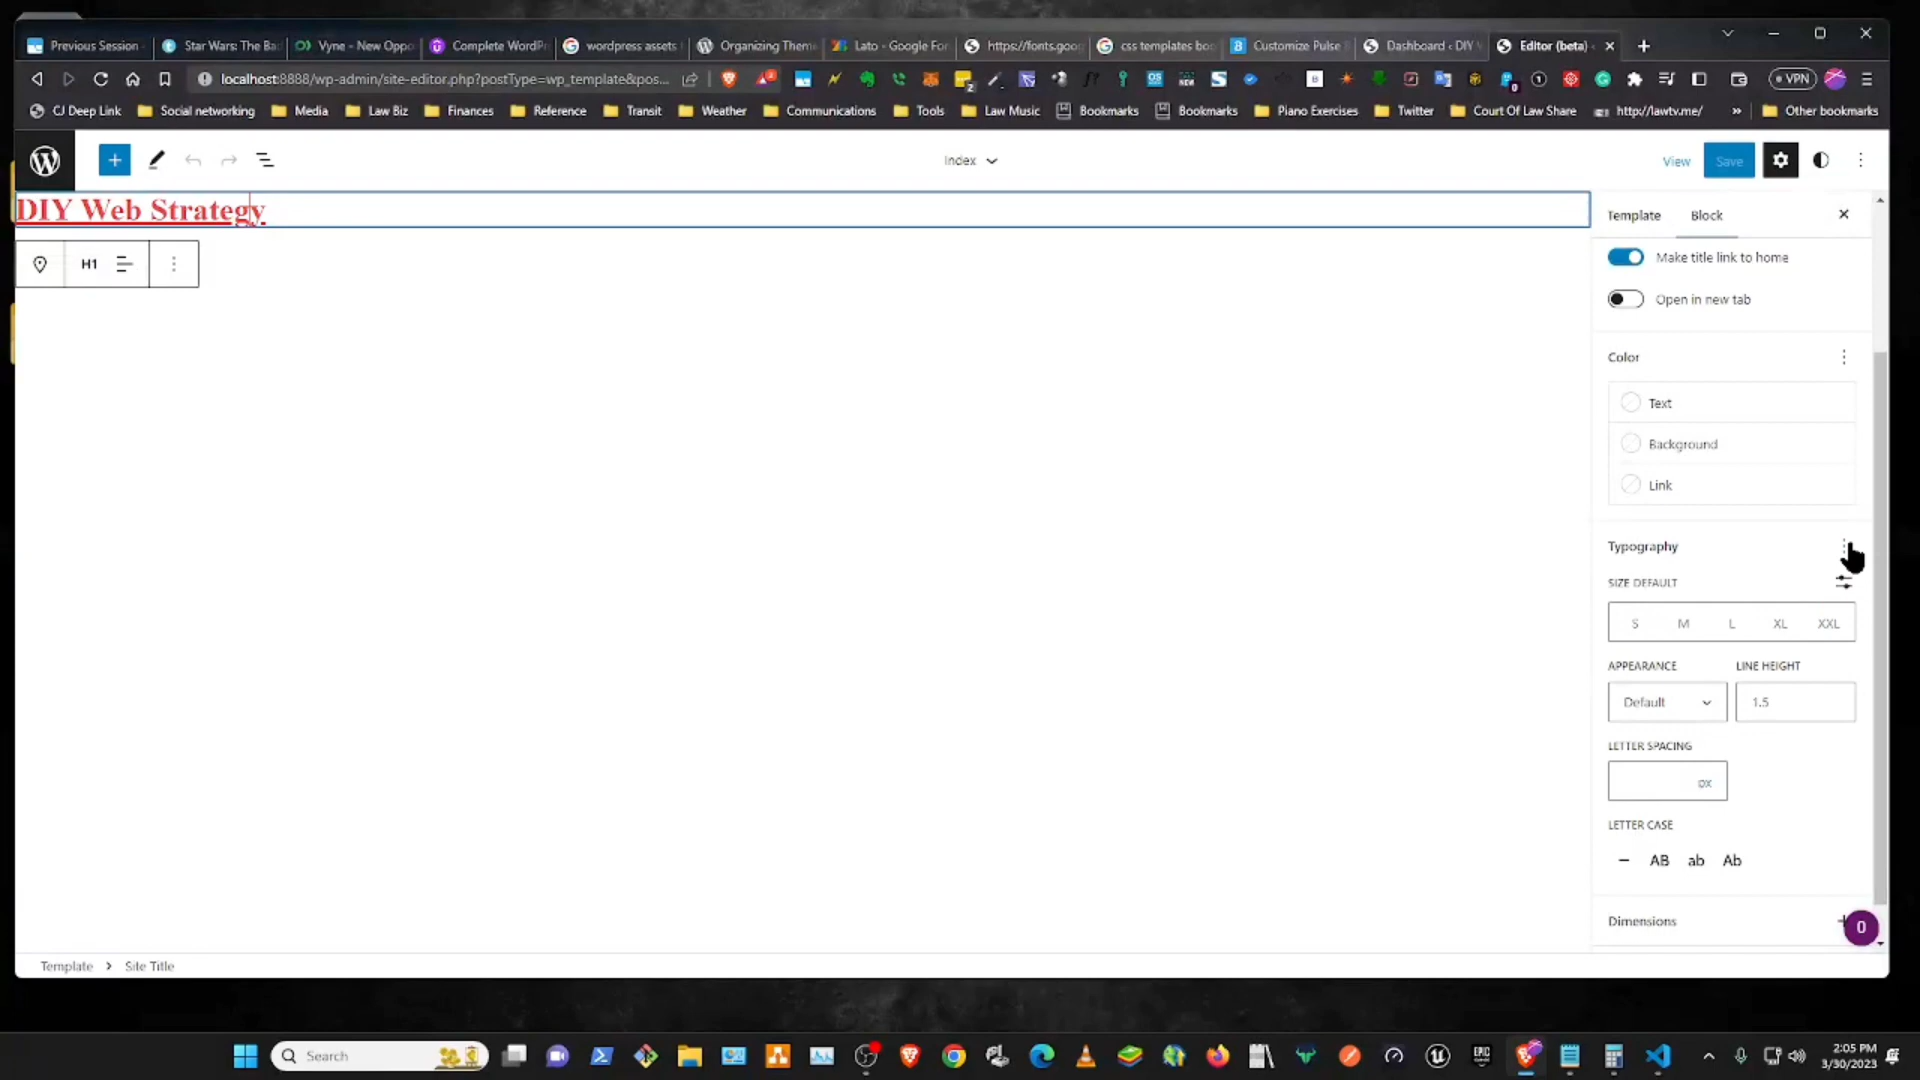 Previous Session
Star Wars: The Ba
Vyne - New Oppo
Complete WordPr
wordpress assets
Organizing Them
Lato - Google Fon
https://fonts.goog
css templates bo
Customize Pulse
Dashboard ‹ DIY
Editor (beta)
localhost:8888/wp-admin/site-editor.php?postType=wp_template&pos...
VPN
CJ Deep Link
Social networking
Media
Law Biz
Finances
Reference
Transit
Weather
Communications
Tools
Law Music
Bookmarks
Bookmarks
Piano Exercises
Twitter
Court Of Law Share
http://lawtv.me/
»
Other bookmarks
Index
View
Save
DIY Web Strategy
H1
Template
Block
Make title link to home
Open in new tab
Color
Text
Background
Link
Typography
SIZE DEFAULT
S M L XL XXL
APPEARANCE
LINE HEIGHT
Default
1.5
LETTER SPACING
px
LETTER CASE
– AB ab Ab
Dimensions
0
Template › Site Title
Search
2:05 PM
3/30/2023